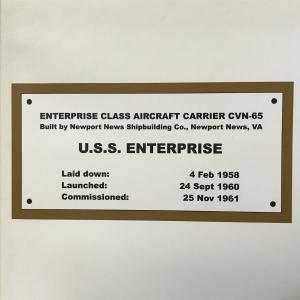 ENTERPRISE CLASS AIRCRAFT CARRIER CVN-65
Built by Newport News Shipbuilding Co., Newport News, VA
U.S.S. ENTERPRISE
Laid down: 4 Feb 1958
Launched: 24 Sept 1960
Commissioned: 25 Nov 1961